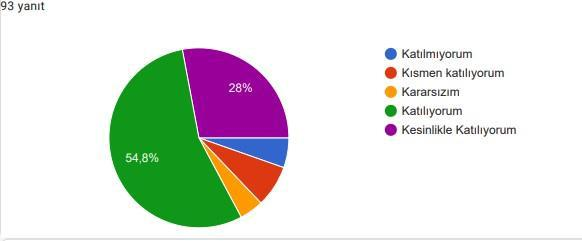 93 yanıt
Katılmıyorum
Kısmen katılıyorum
Kararsızım
Katılıyorum
Kesinlikle Katılıyorum
28%
54,8%